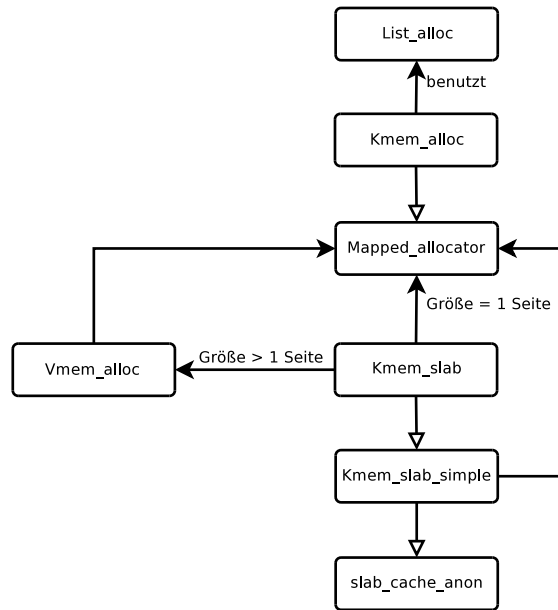 List_alloc
benutzt
Kmem_alloc
Mapped_allocator
Größe = 1 Seite
Größe > 1 Seite
Vmem_alloc
Kmem_slab
Kmem_slab_simple
slab_cache_anon